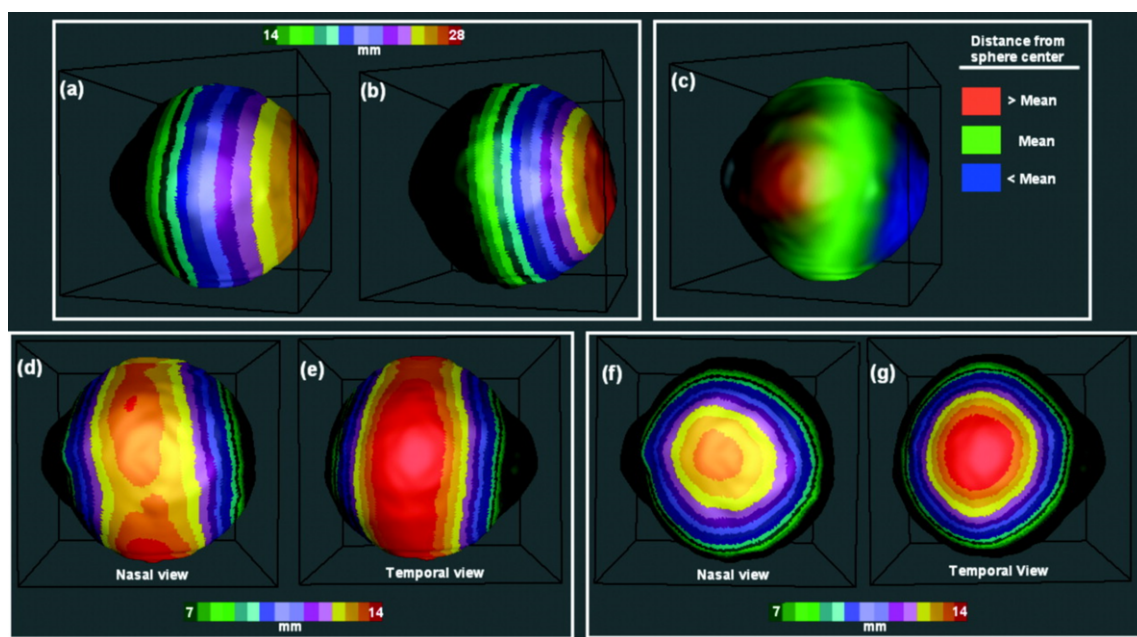 14 28
mm
(a)
(b)
(c)
Distance from
sphere center
> Mean
Mean
< Mean
(d)
(e)
Nasal view
Temporal view
7 14
mm
(f)
(g)
Nasal view
Temporal View
7 14
mm